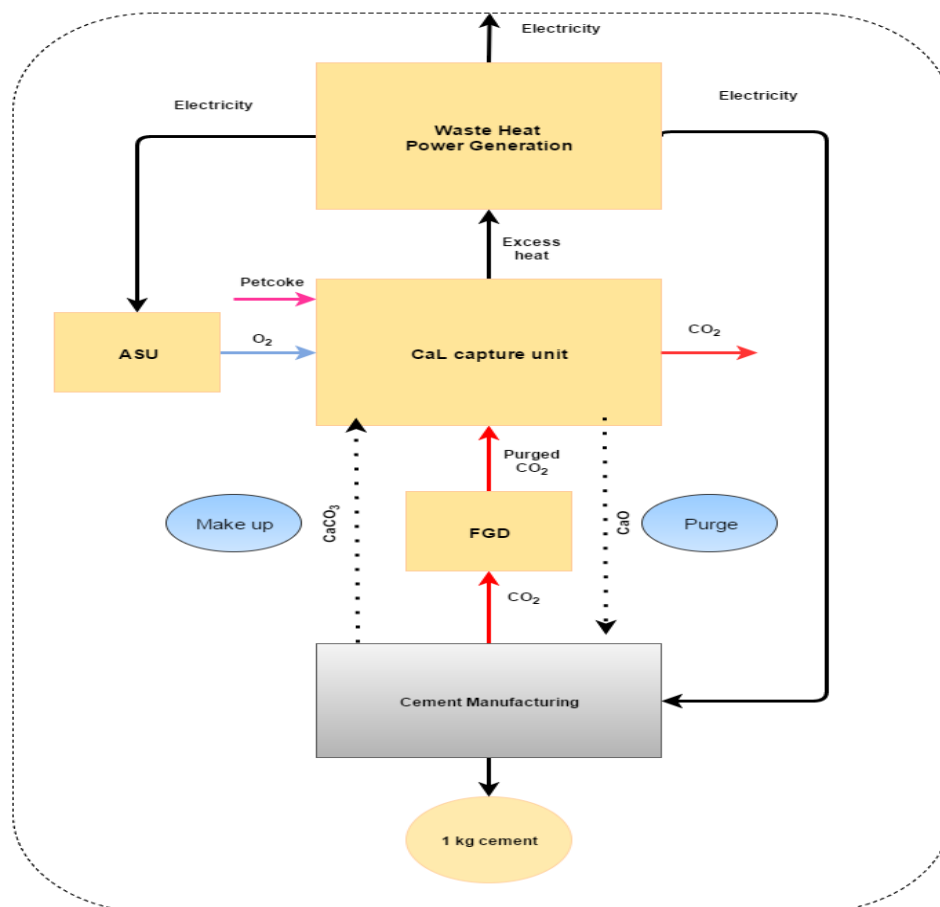 Electricity
Electricity
Electricity
Waste Heat
Power Generation
Excess
heat
Petcoke
O₂
ASU
CaL capture unit
CO₂
Purged
CO₂
Make up
CaCO₃
FGD
CaO
Purge
CO₂
Cement Manufacturing
1 kg cement